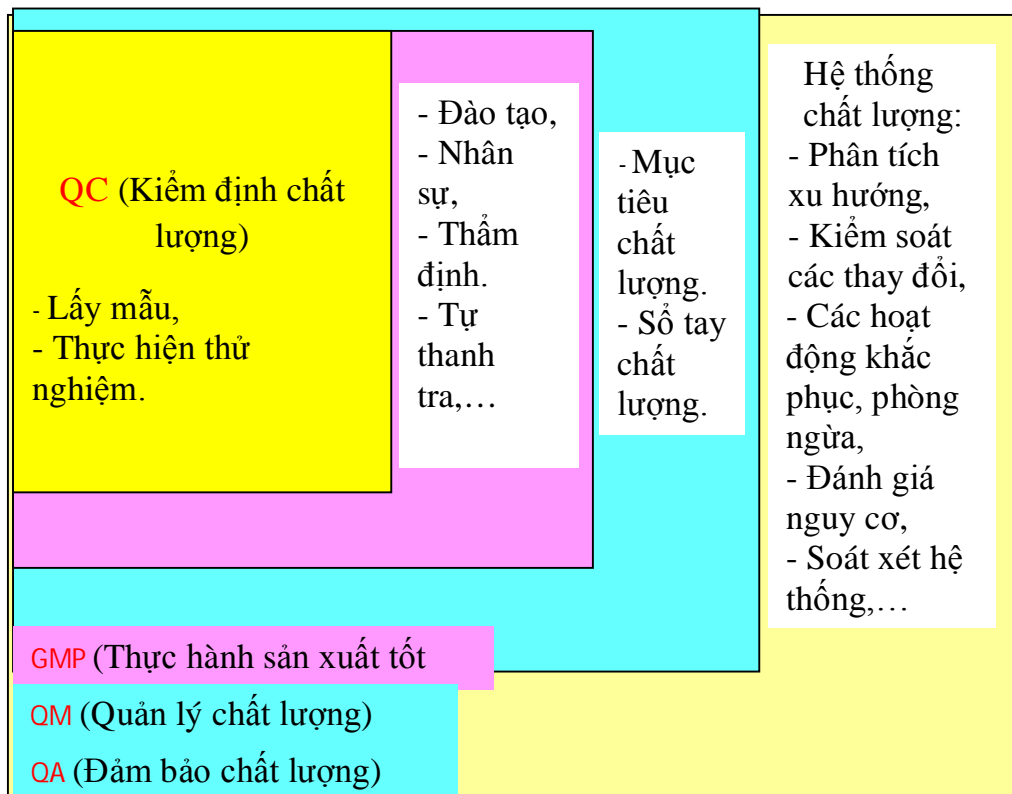 QC (Kiểm định chất
lượng)
- Lấy mẫu,
- Thực hiện thử
nghiệm.
- Đào tạo,
- Nhân
sự,
- Thẩm
định.
- Tự
thanh
tra,…
- Mục
tiêu
chất
lượng.
- Sổ tay
chất
lượng.
Hệ thống
chất lượng:
- Phân tích
xu hướng,
- Kiểm soát
các thay đổi,
- Các hoạt
động khắc
phục, phòng
ngừa,
- Đánh giá
nguy cơ,
- Soát xét hệ
thống,…
GMP (Thực hành sản xuất tốt
QM (Quản lý chất lượng)
QA (Đảm bảo chất lượng)